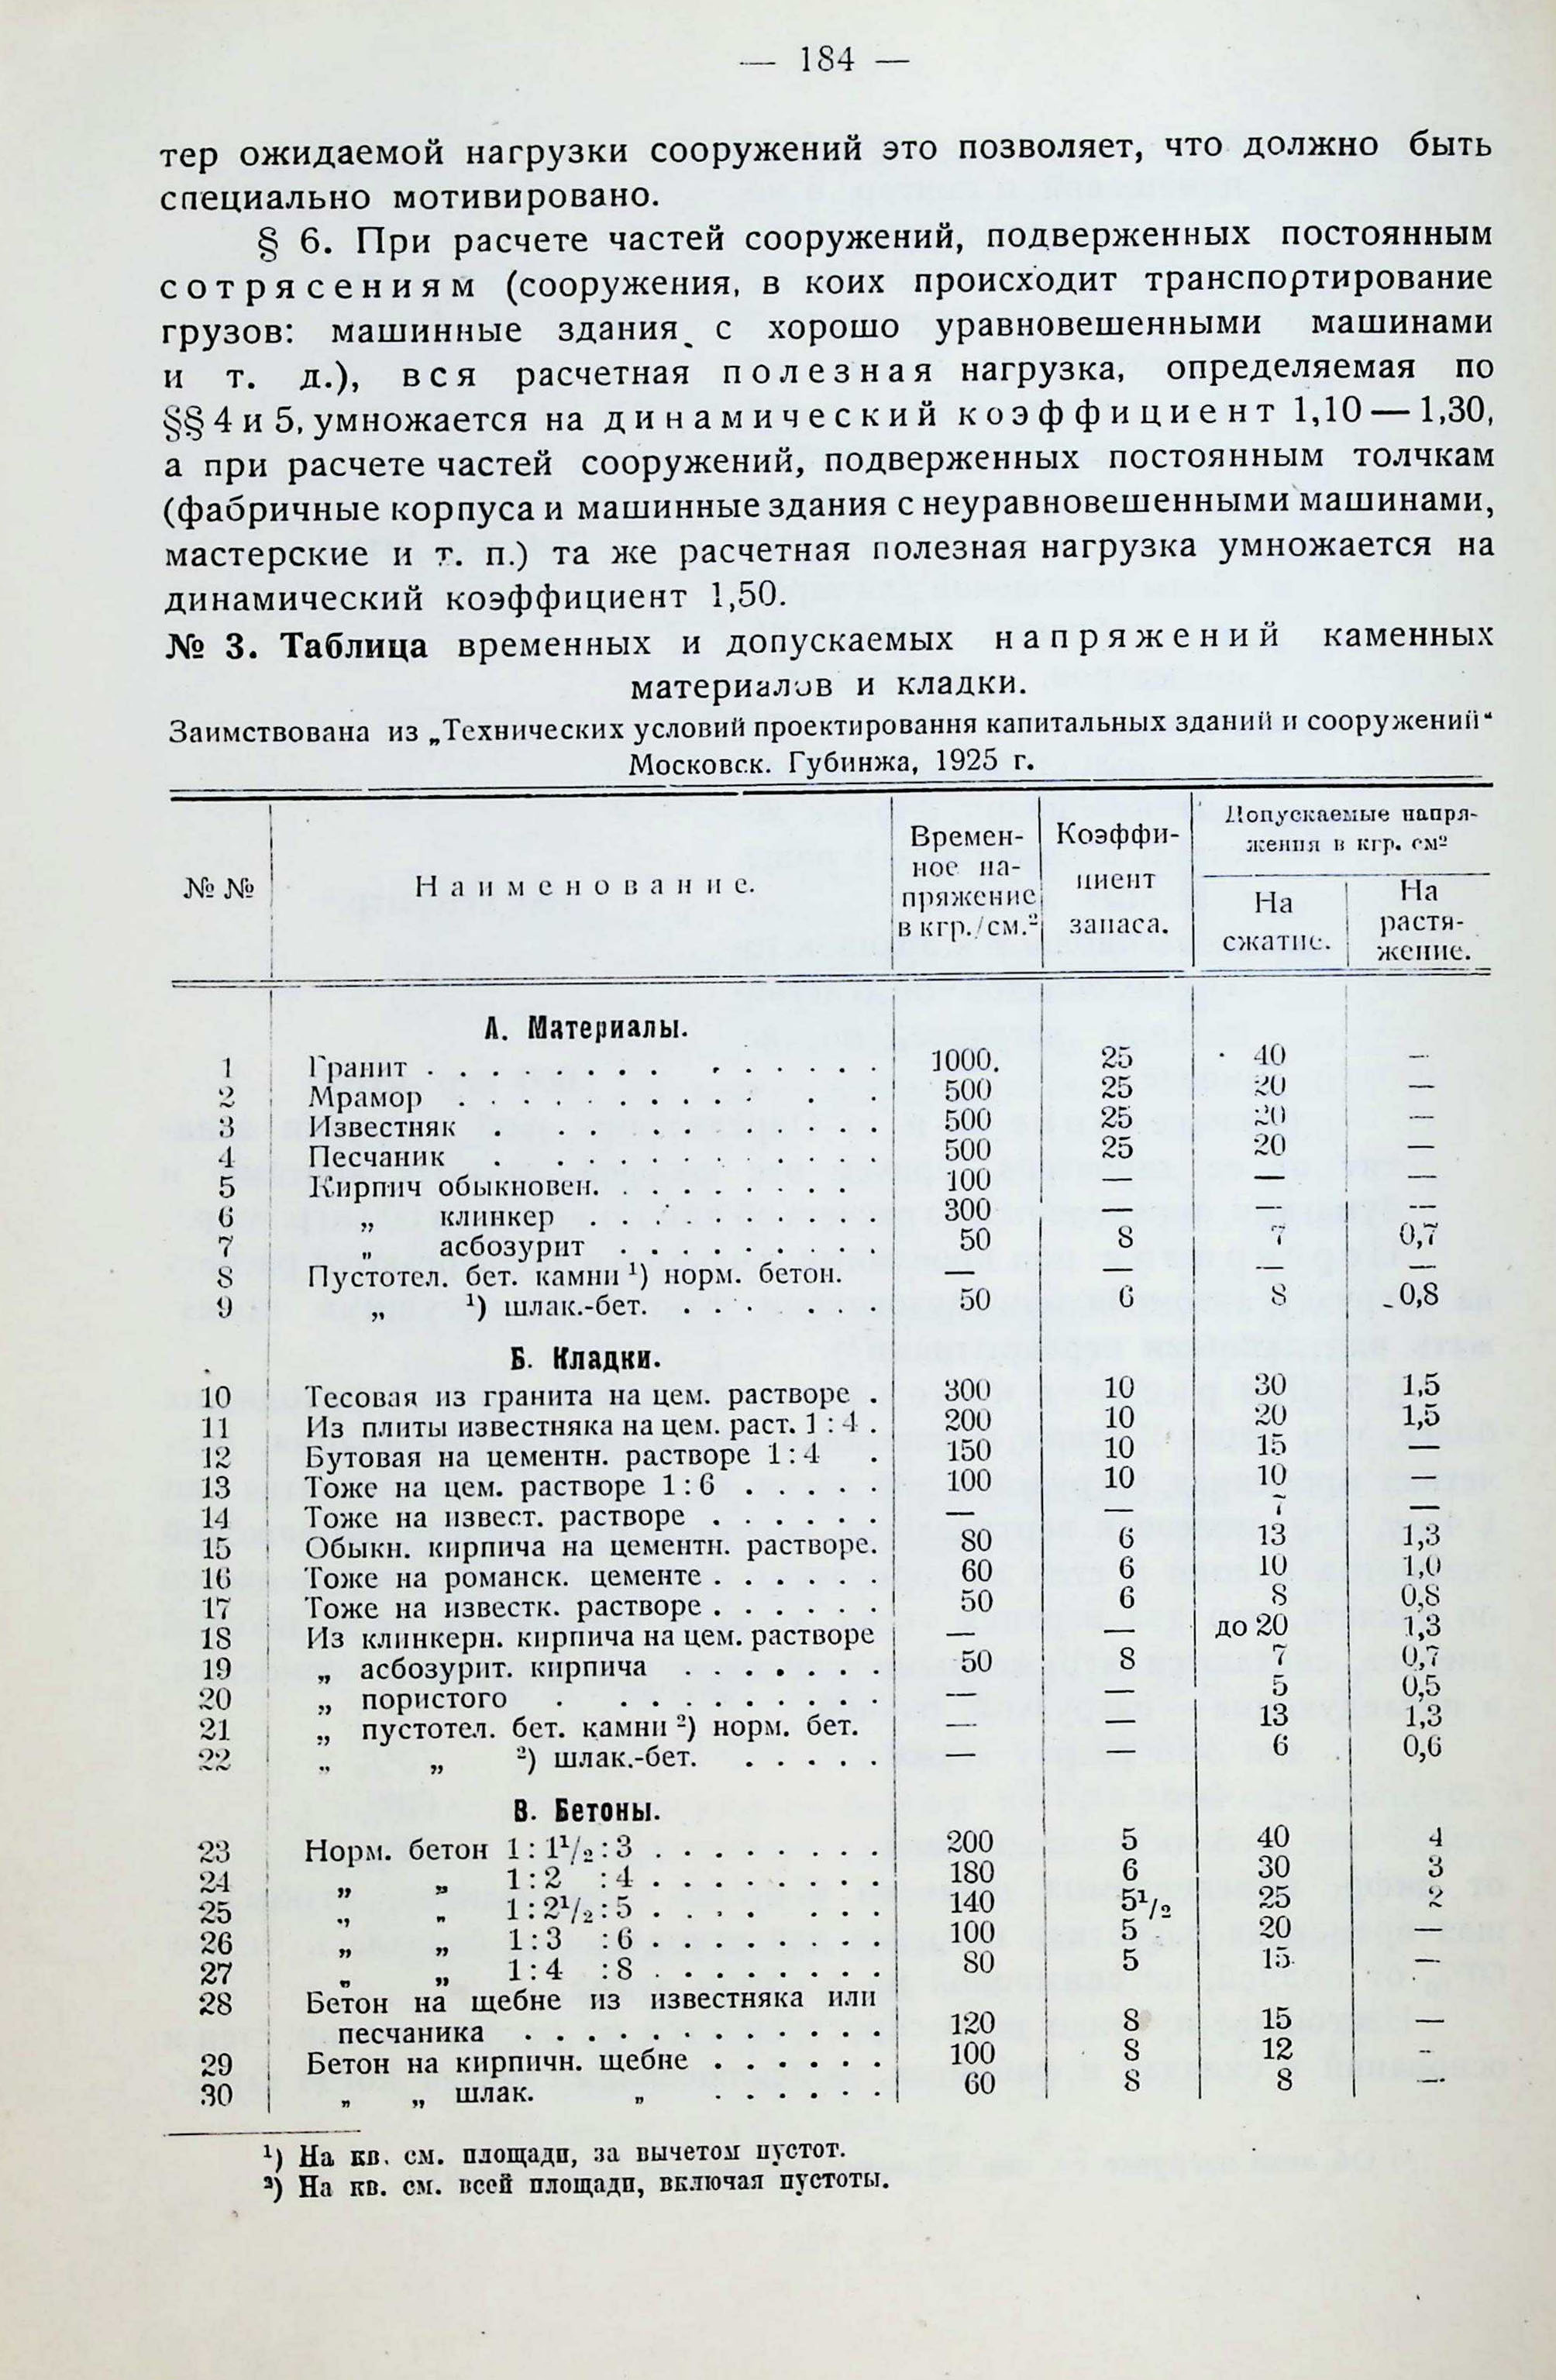 — 184 —
тер ожидаемой нагрузки сооружений это позволяет, что должно быть
специально мотивировано.
§ 6. При расчете частей сооружений, подверженных постоянным
сотрясениям (сооружения, в коих происходит транспортирование
грузов: машинные здания с хорошо уравновешенными машинами
и т. д.), вся расчетная полезная нагрузка, определяемая по
§§ 4 и 5, умножается на динамический коэффициент 1,10 — 1,30,
а при расчете частей сооружений, подверженных постоянным толчкам
(фабричные корпуса и машинные здания с неуравновешенными машинами,
мастерские и т. п.) та же расчетная полезная нагрузка умножается на
динамический коэффициент 1,50.
№ 3. Таблица временных и допускаемых напряжений каменных
материалов и кладки.
Заимствована из „Технических условий проектирования капитальных зданий и сооружений“
Московск. Губинжа, 1925 г.
№ № Наименование. Времен-ное на-пряжение в кгр./см.² Коэффи-циент запаса. Допускаемые напря-жения в кгр. см² На сжатие. На растя-жение.
А. Материалы.
1 Гранит . . . . . . . . . . . . . . 1000. 25 40 —
2 Мрамор . . . . . . . . . . . . 500 25 20 —
3 Известняк . . . . . . . . . . . 500 25 20 —
4 Песчаник . . . . . . . . . . . . 500 25 20 —
5 Кирпич обыкновен. . . . . . . . . 100 — — —
6 „ клинкер . . . . . . . . . . 300 — — —
7 „ асбозурит . . . . . . . . . 50 8 7 0,7
8 Пустотел. бет. камни ¹) норм. бетон. — — — —
9 „ ¹) шлак.-бет. . . . . . . . 50 6 8 0,8
Б. Кладки.
10 Тесовая из гранита на цем. растворе . 300 10 30 1,5
11 Из плиты известняка на цем. раст. 1 : 4 . 200 10 20 1,5
12 Бутовая на цементн. растворе 1 : 4 . 150 10 15 —
13 Тоже на цем. растворе 1 : 6 . . . . . 100 10 10 —
14 Тоже на извест. растворе . . . . . . — — 7 —
15 Обыкн. кирпича на цементн. растворе. 80 6 13 1,3
16 Тоже на романск. цементе . . . . . . 60 6 10 1,0
17 Тоже на известк. растворе . . . . . . 50 6 8 0,8
18 Из клинкерн. кирпича на цем. растворе — — до 20 1,3
19 „ асбозурит. кирпича . . . . . . . 50 8 7 0,7
20 „ пористого . . . . . . . . . . — — 5 0,5
21 „ пустотел. бет. камни ²) норм. бет. — — 13 1,3
22 „ „ ²) шлак.-бет. . . . . . — — 6 0,6
В. Бетоны.
23 Норм. бетон 1 : 1¹/₂ : 3 . . . . . . . . 200 5 40 4
24 „ „ 1 : 2 : 4 . . . . . . . . 180 6 30 3
25 „ „ 1 : 2¹/₂ : 5 . . . . . . . 140 5¹/₂ 25 2
26 „ „ 1 : 3 : 6 . . . . . . . . 100 5 20 —
27 „ „ 1 : 4 : 8 . . . . . . . . 80 5 15 —
28 Бетон на щебне из известняка или
песчаника . . . . . . . . . . . . 120 8 15 —
29 Бетон на кирпичн. щебне . . . . . . 100 8 12 -
30 „ „ шлак. „ . . . . . . 60 8 8 —
¹) На кв. см. площади, за вычетом пустот.
²) На кв. см. всей площади, включая пустоты.